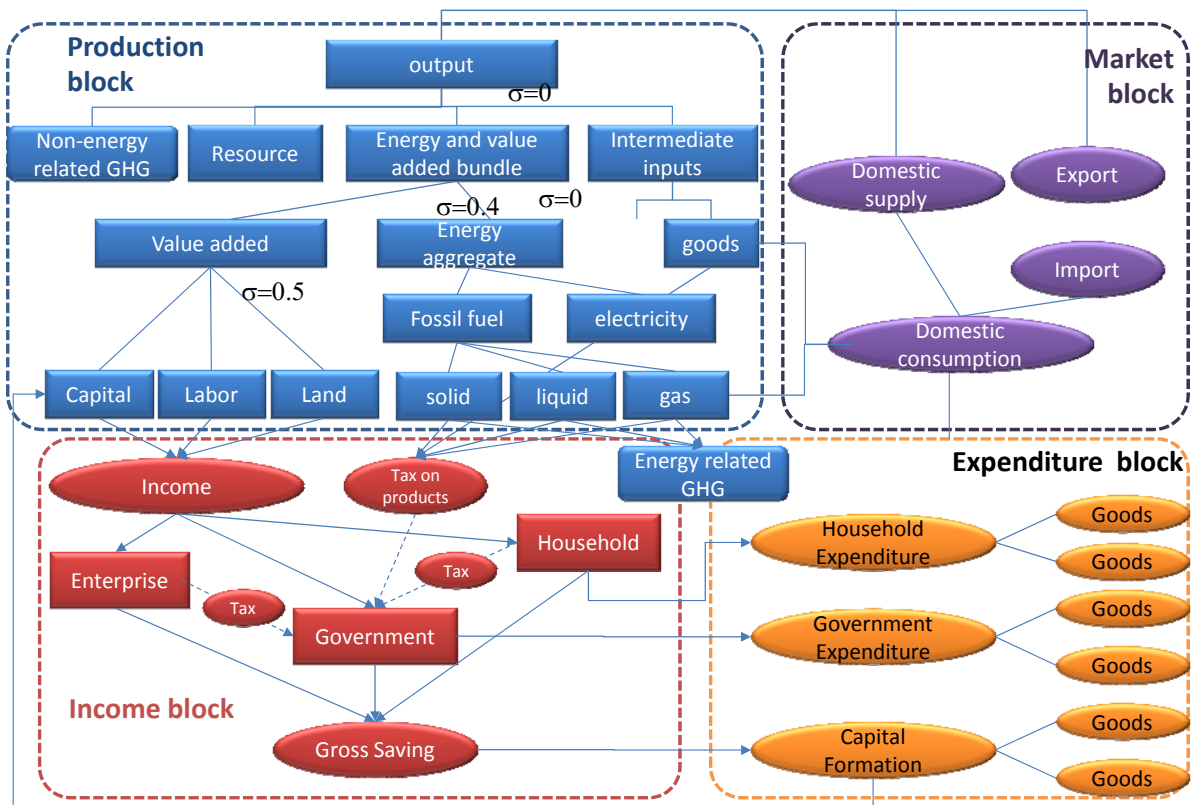 Production
block
output
σ=0
Non-energy
related GHG
Resource
Energy and value
added bundle
Intermediate
inputs
σ=0.4
σ=0
Value added
Energy
aggregate
goods
σ=0.5
Fossil fuel
electricity
Capital
Labor
Land
solid
liquid
gas
Market
block
Domestic
supply
Export
Import
Domestic
consumption
Income
Tax on
products
Energy related
GHG
Household
Enterprise
Tax
Tax
Government
Income block
Gross Saving
Expenditure block
Household
Expenditure
Goods
Goods
Government
Expenditure
Goods
Goods
Capital
Formation
Goods
Goods